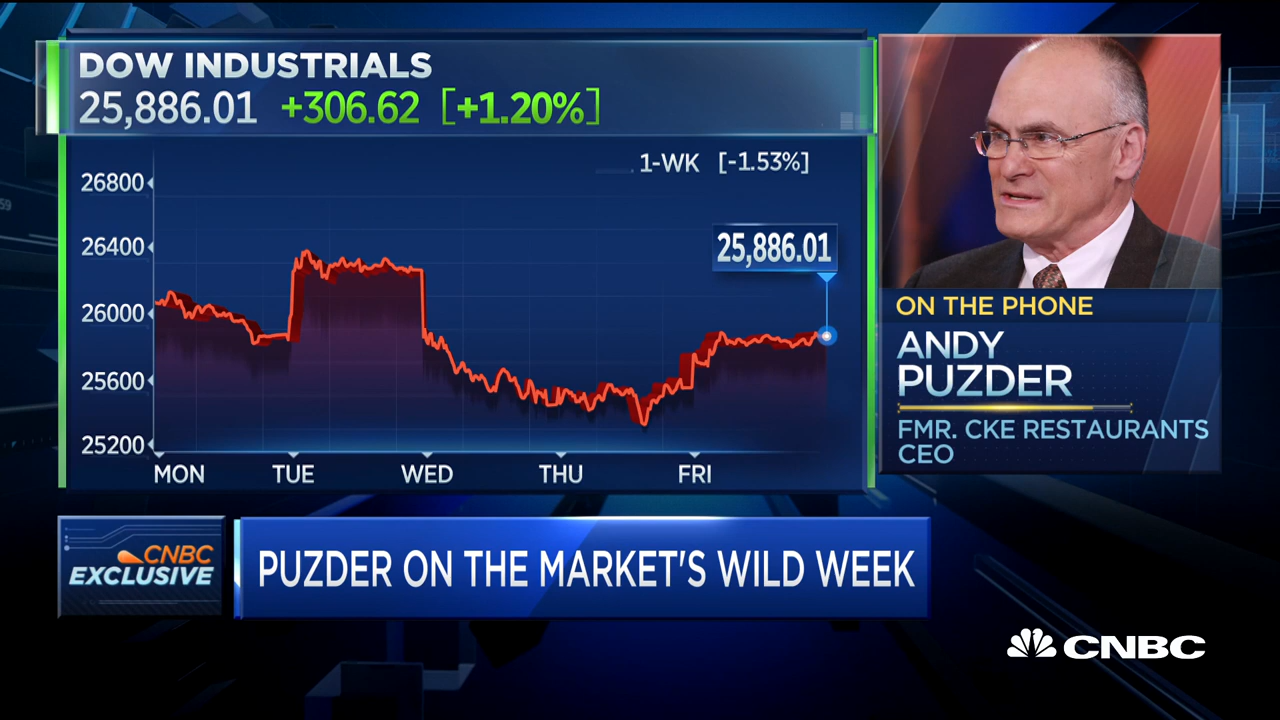 DOW INDUSTRIALS
25,886.01 +306.62 [+1.20%]
1-WK [-1.53%]
26800
26400
26000
25600
25200
25,886.01
MON TUE WED THU FRI
59
ON THE PHONE
ANDY
PUZDER
FMR. CKE RESTAURANTS
CEO
CNBC
EXCLUSIVE
PUZDER ON THE MARKET'S WILD WEEK
CNBC